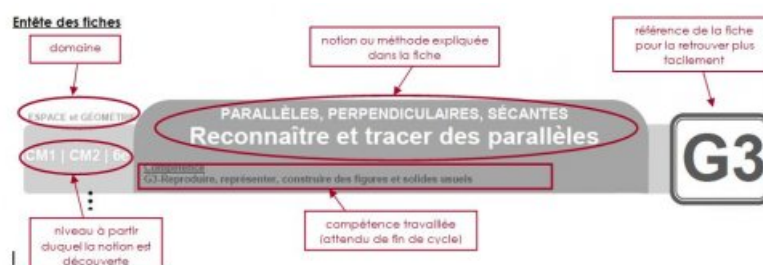 Entête des fiches
domaine
notion ou méthode expliquée
dans la fiche
référence de la fiche
pour la retrouver plus
facilement
ESPACE et GÉOMÉTRIE
PARALLÈLES, PERPENDICULAIRES, SÉCANTES
Reconnaître et tracer des parallèles
CM1 | CM2 | 6e
G3
Compétence
G3-Reproduire, représenter, construire des figures et solides usuels
niveau à partir
duquel la notion est
découverte
compétence travaillée
(attendu de fin de cycle)